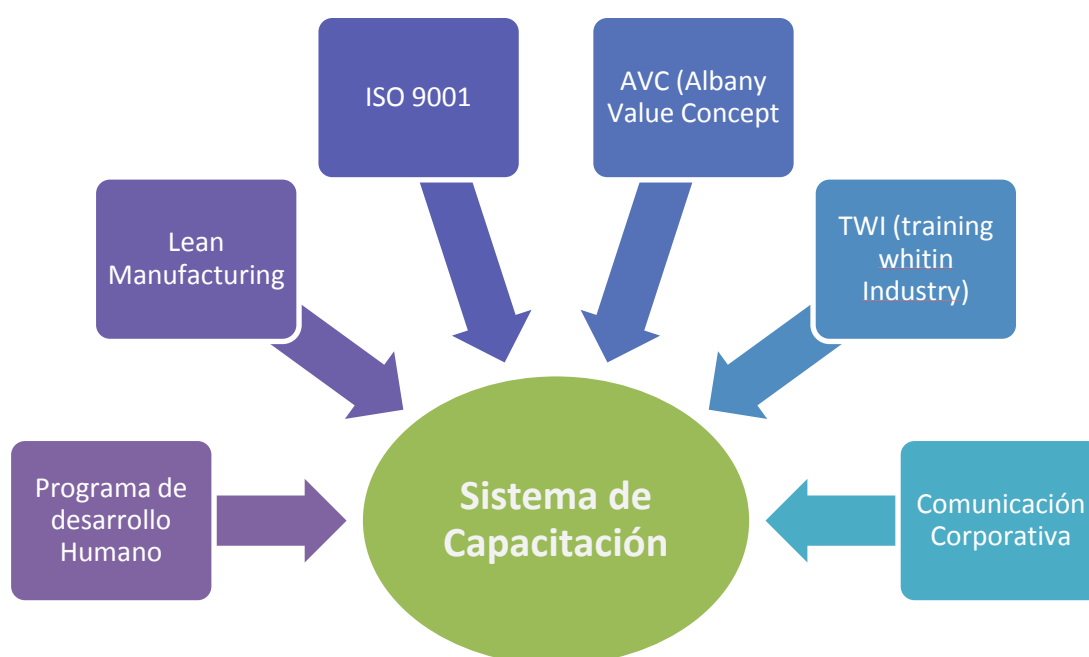 ISO 9001
AVC (Albany
Value Concept
Lean
Manufacturing
TWI (training
whitin
Industry)
Programa de
desarrollo
Humano
Sistema de
Capacitación
Comunicación
Corporativa